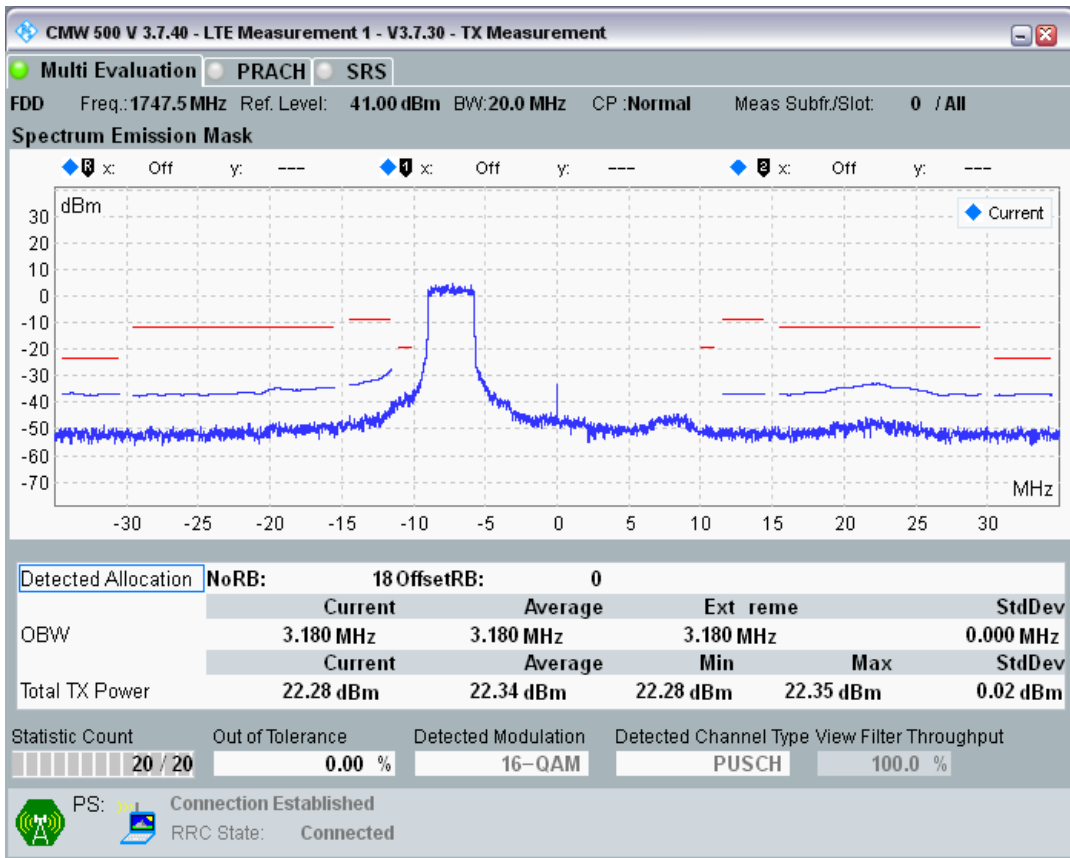 CMW 500 V 3.7.40 - LTE Measurement 1 - V3.7.30 - TX Measurement
Multi Evaluation PRACH SRS
FDD Freq.:1747.5 MHz Ref. Level: 41.00 dBm BW:20.0 MHz CP :Normal Meas Subfr./Slot: 0 / All
Spectrum Emission Mask
R x: Off y: --- 1 x: Off y: --- 2 x: Off y: ---
dBm
Current
30
20
10
0
-10
-20
-30
-40
-50
-60
-70
MHz
-30 -25 -20 -15 -10 -5 0 5 10 15 20 25 30
Detected Allocation NoRB: 18 OffsetRB: 0
Current Average Ext reme StdDev
OBW 3.180 MHz 3.180 MHz 3.180 MHz 0.000 MHz
Current Average Min Max StdDev
Total TX Power 22.28 dBm 22.34 dBm 22.28 dBm 22.35 dBm 0.02 dBm
Statistic Count Out of Tolerance Detected Modulation Detected Channel Type View Filter Throughput
20 / 20 0.00 % 16-QAM PUSCH 100.0 %
PS: Connection Established
RRC State: Connected